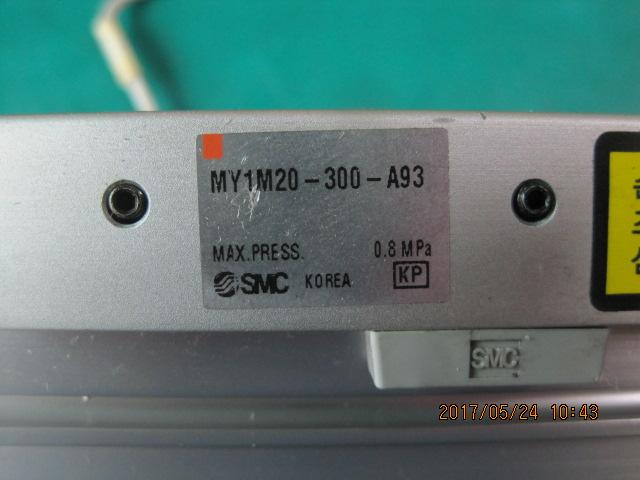 MY1M20-300-A93
MAX.PRESS. 0.8 MPa
SMC KOREA KP
SMC
2017/05/24 10:43